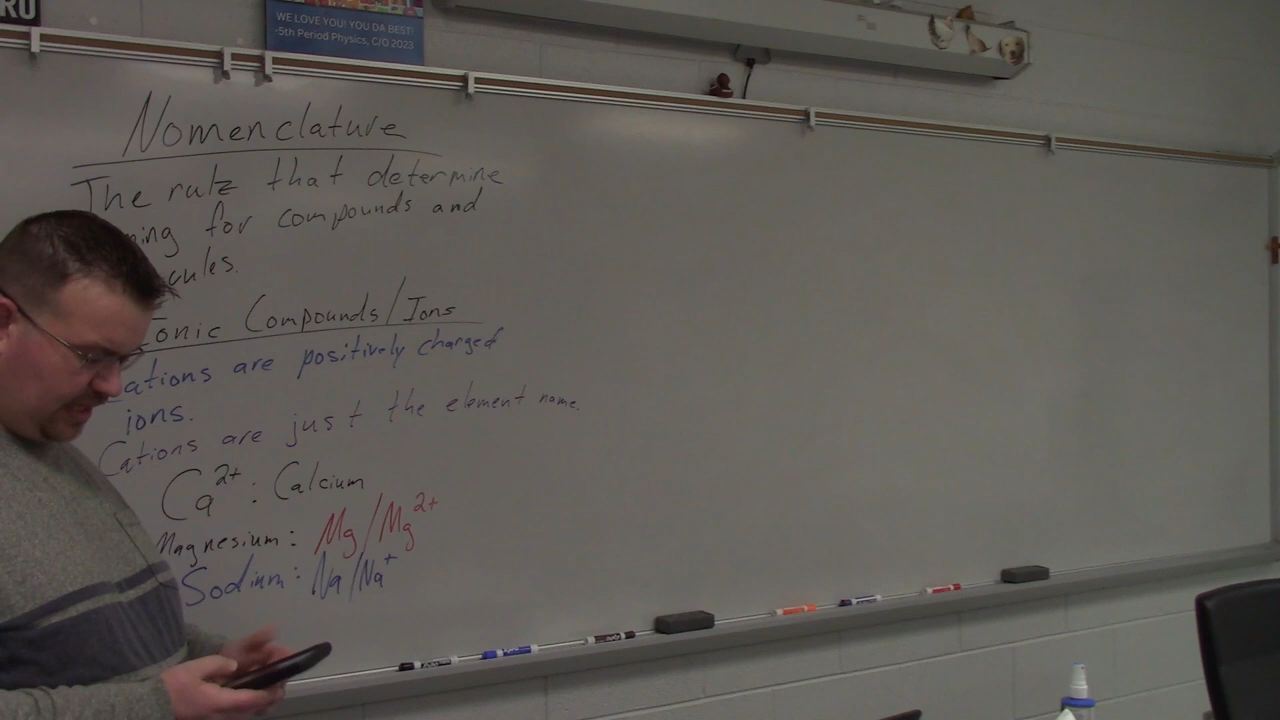 RO
WE LOVE YOU! YOU DA BEST!
-5th Period Physics, C/O 2023
Nomenclature
The rule that determine
ming for compounds and
cules.
Ionic Compounds/Ions
ations are positively charged
ions.
Cations are just the element name.
Ca²⁺: Calcium
Magnesium: Mg/Mg²⁺
Sodium: Na/Na⁺